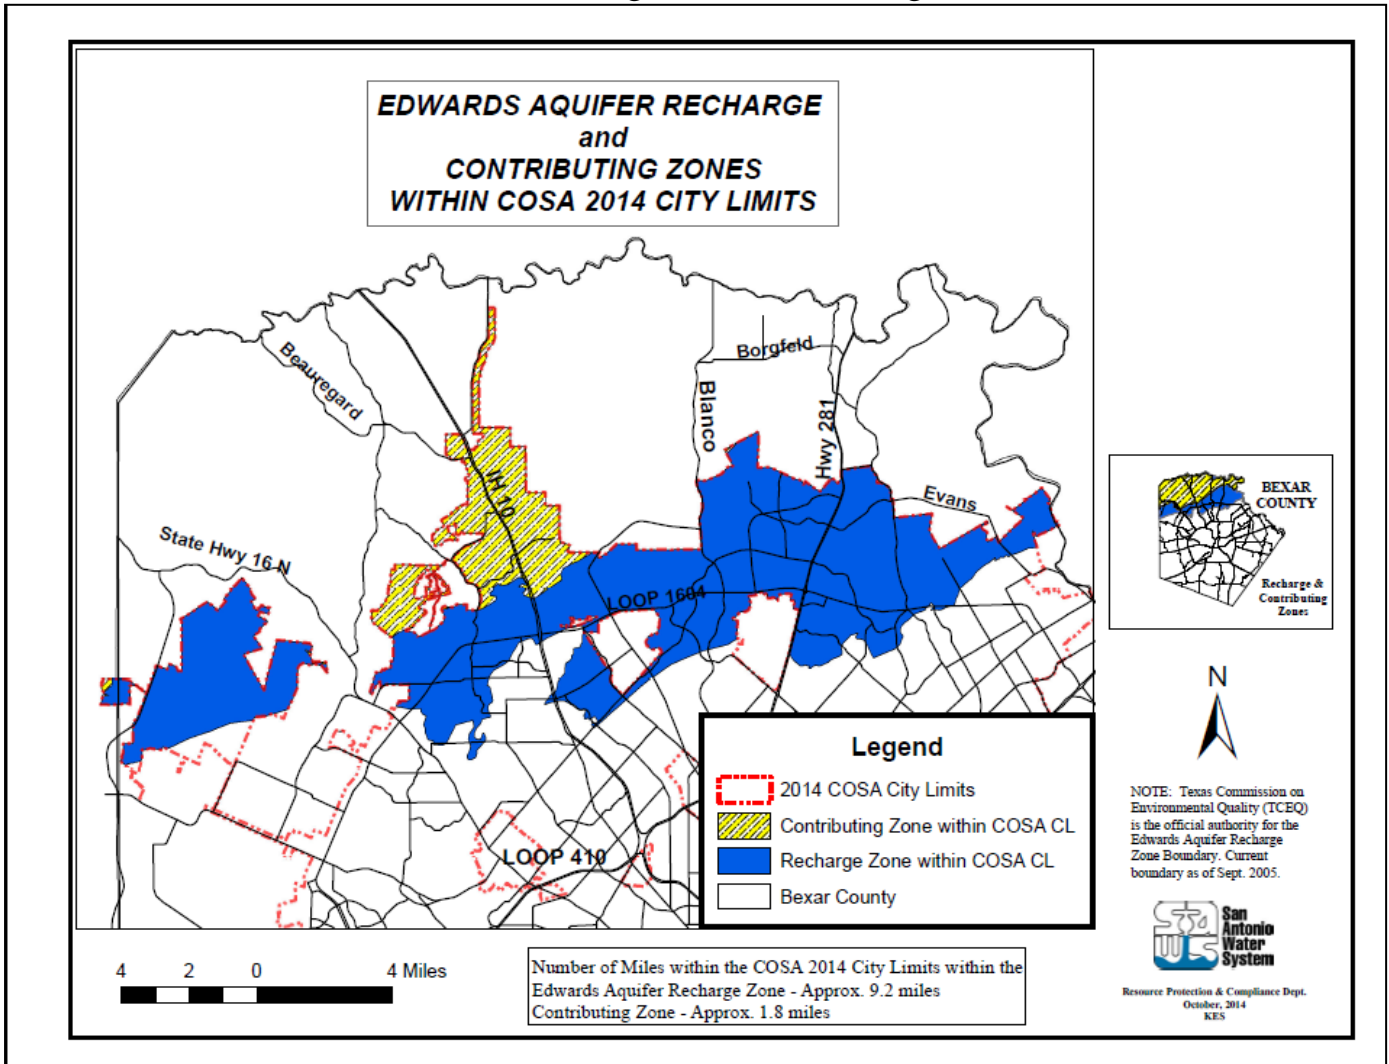 EDWARDS AQUIFER RECHARGE
and
CONTRIBUTING ZONES
WITHIN COSA 2014 CITY LIMITS
Beauregard
Borgfeld
Blanco
Hwy 281
IH 10
Evans
State Hwy 16 N
LOOP 1604
LOOP 410
Legend
2014 COSA City Limits
Contributing Zone within COSA CL
Recharge Zone within COSA CL
Bexar County
4 2 0 4 Miles
Number of Miles within the COSA 2014 City Limits within the
Edwards Aquifer Recharge Zone - Approx. 9.2 miles
Contributing Zone - Approx. 1.8 miles
BEXAR
COUNTY
Recharge &
Contributing
Zones
N
NOTE: Texas Commission on
Environmental Quality (TCEQ)
is the official authority for the
Edwards Aquifer Recharge
Zone Boundary. Current
boundary as of Sept. 2005.
San
Antonio
Water
System
Resource Protection & Compliance Dept.
October, 2014
KES